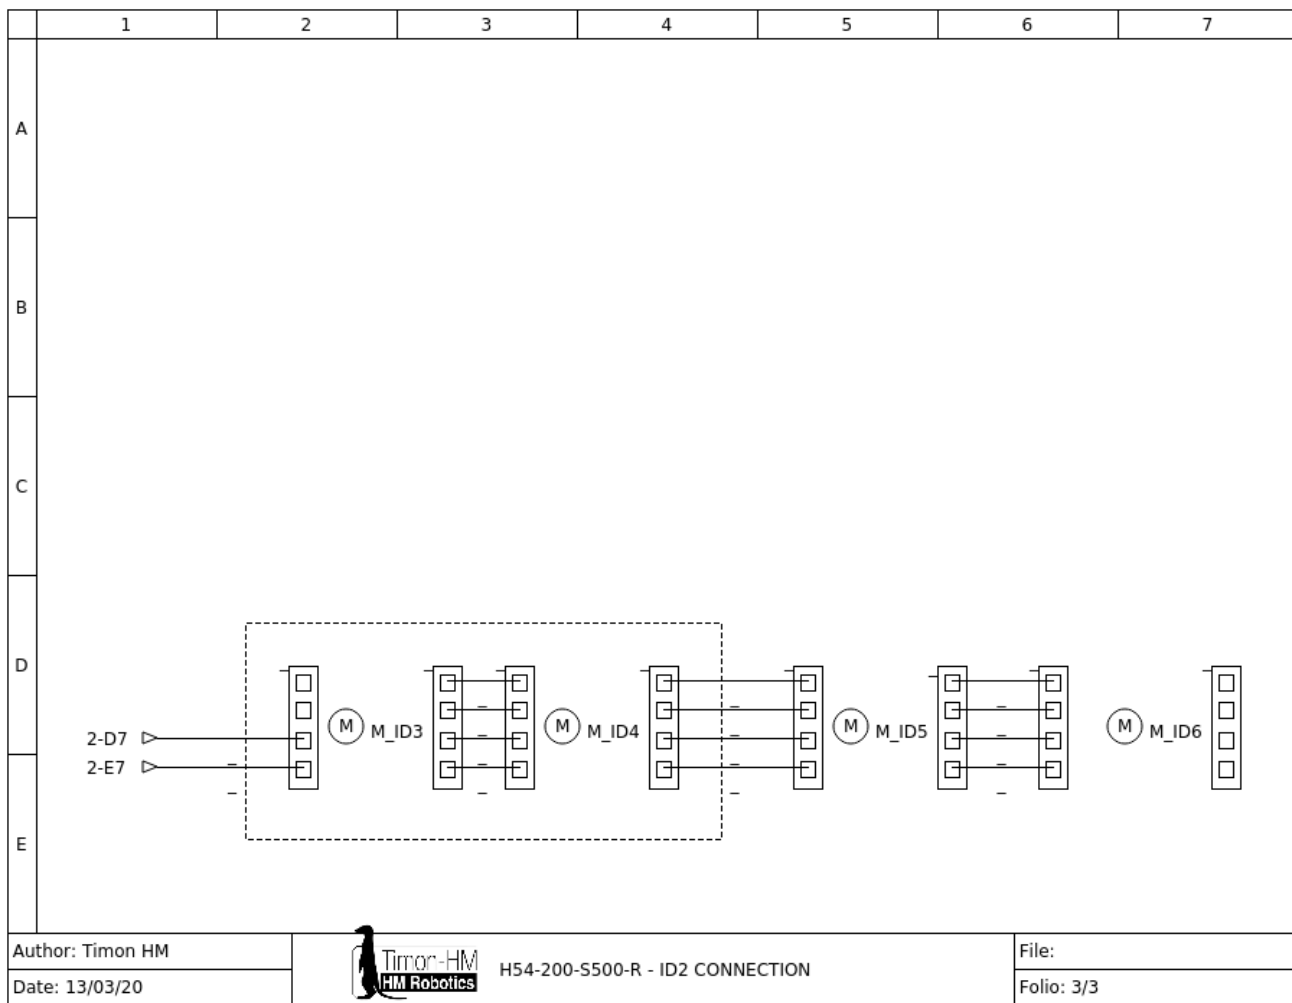 1 2 3 4 5 6 7
A
B
C
D
E
M M_ID3 M M_ID4 M M_ID5 M M_ID6
2-D7
2-E7
Author: Timon HM
Date: 13/03/20
Timon-HM
HM Robotics
H54-200-S500-R - ID2 CONNECTION
File:
Folio: 3/3